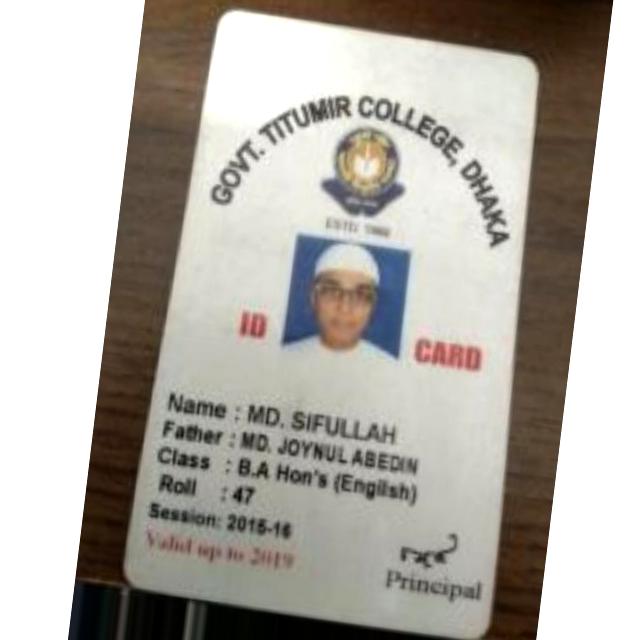 GOVT. TITUMIR COLLEGE, DHAKA
ESTD. 1968
ID CARD
Name : MD. SIFULLAH
Father : MD. JOYNUL ABEDIN
Class : B.A Hon's (English)
Roll : 47
Session: 2015-16
Valid up to 2019
Principal